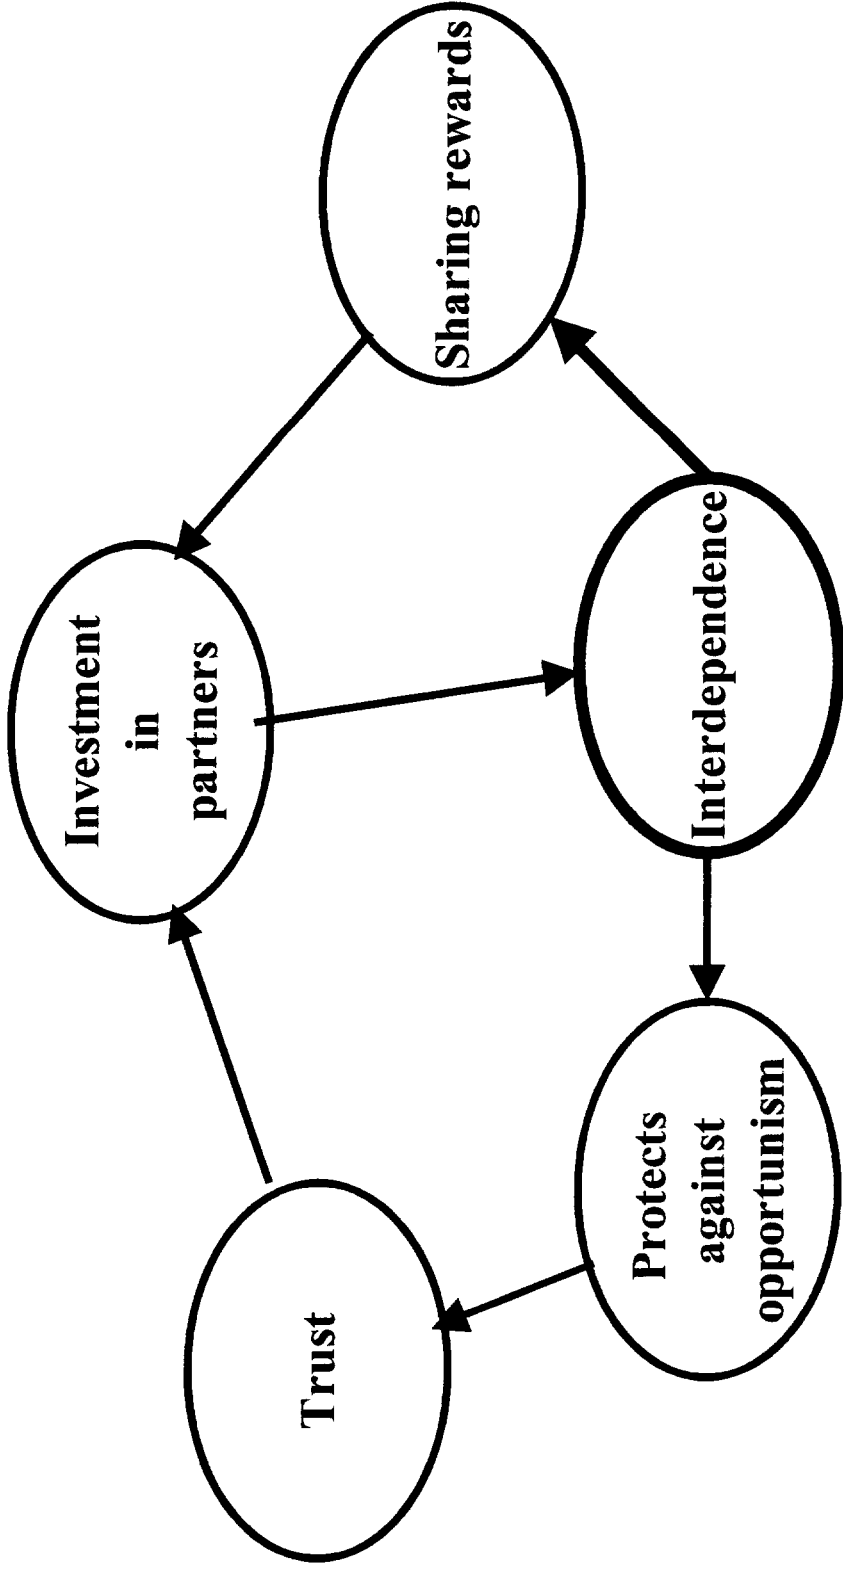 Trust
Investment
in
partners
Sharing rewards
Protects
against
opportunism
Interdependence